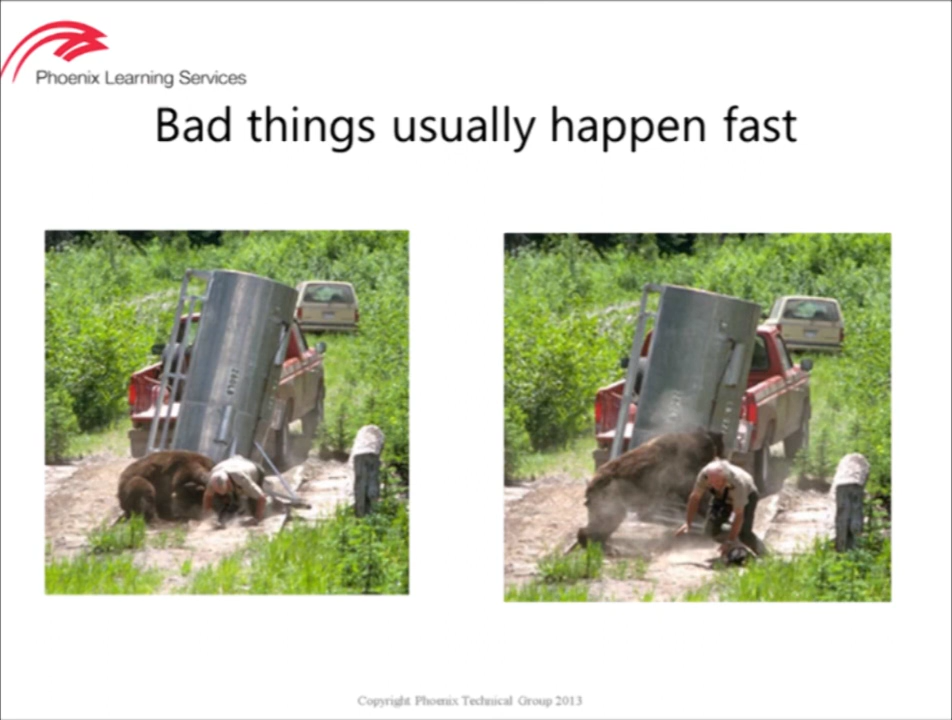 Phoenix Learning Services
Bad things usually happen fast
Copyright Phoenix Technical Group 2013